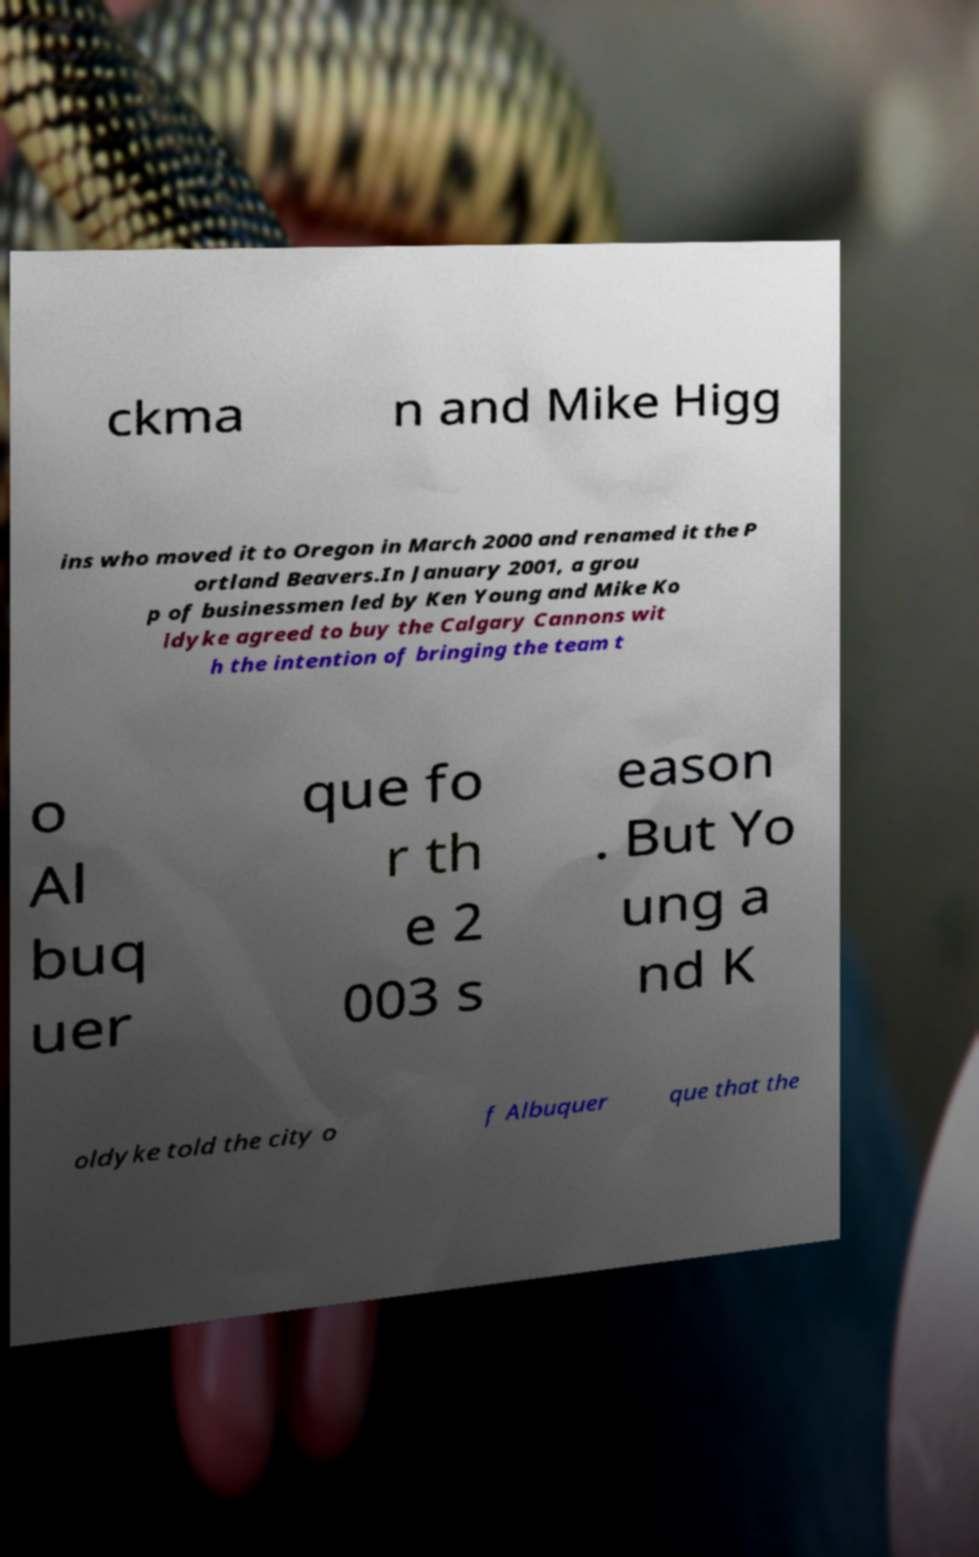 ckma n and Mike Higg
ins who moved it to Oregon in March 2000 and renamed it the P
ortland Beavers.In January 2001, a grou
p of businessmen led by Ken Young and Mike Ko
ldyke agreed to buy the Calgary Cannons wit
h the intention of bringing the team t
o
Al
buq
uer
que fo
r th
e 2
003 s
eason
. But Yo
ung a
nd K
oldyke told the city o f Albuquer que that the